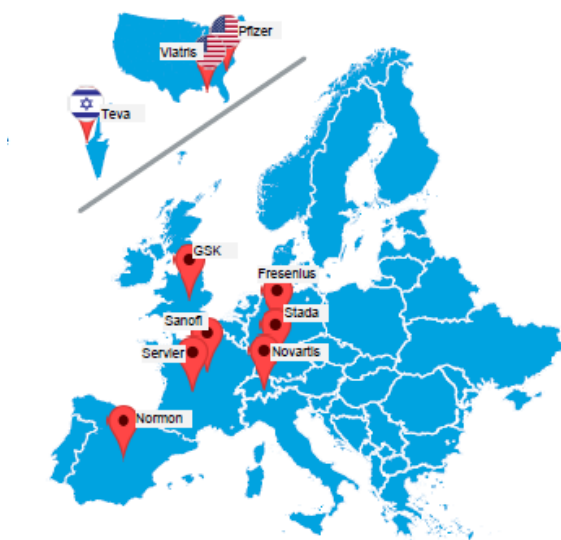 Pfizer
Viatris
Teva
GSK
Fresenius
Stada
Sanofi
Servier
Novartis
Normon